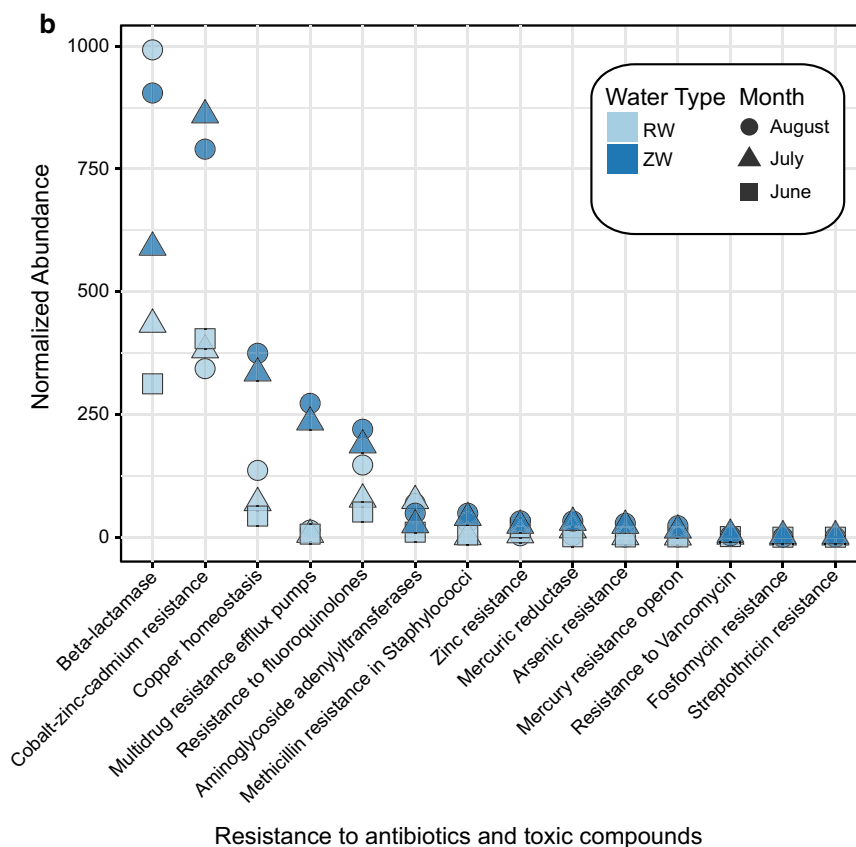 b
1000
750
500
250
0
Normalized Abundance
Water Type
RW
ZW
Month
August
July
June
Beta-lactamase
Cobalt-zinc-cadmium resistance
Copper homeostasis
Multidrug resistance efflux pumps
Resistance to fluoroquinolones
Aminoglycoside adenylyltransferases
Methicillin resistance in Staphylococci
Zinc resistance
Mercuric reductase
Arsenic resistance
Mercury resistance operon
Resistance to Vancomycin
Fosfomycin resistance
Streptothricin resistance
Resistance to antibiotics and toxic compounds